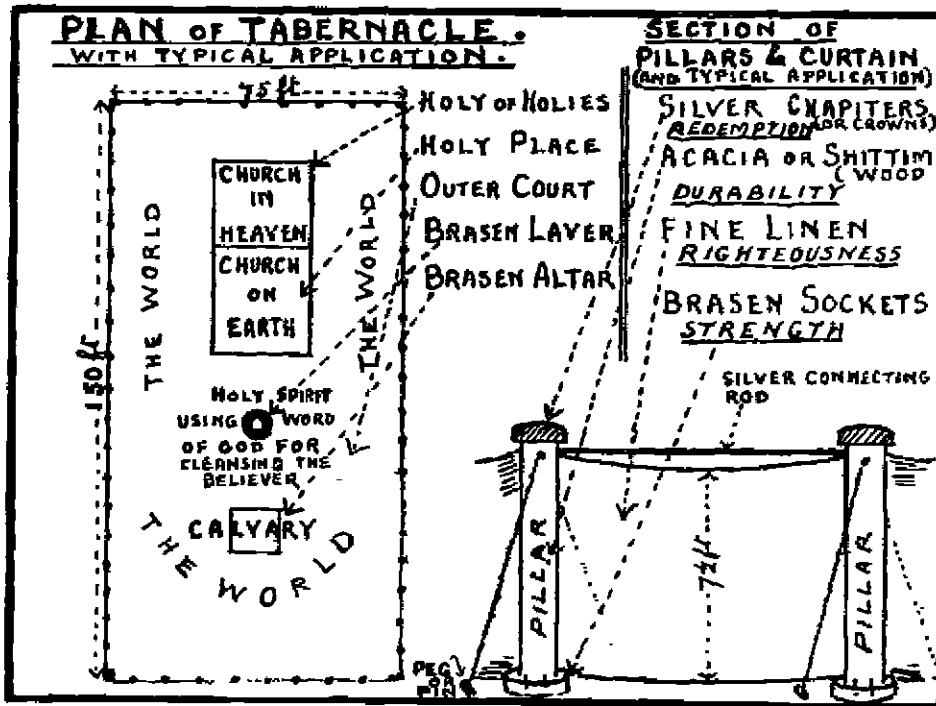 PLAN OF TABERNACLE.
WITH TYPICAL APPLICATION.
75 ft
150 ft
HOLY OF HOLIES
HOLY PLACE
OUTER COURT
BRASEN LAVER
BRASEN ALTAR
CHURCH
IN
HEAVEN
CHURCH
ON
EARTH
THE WORLD
THE WORLD
HOLY SPIRIT
USING WORD
OF GOD FOR
CLEANSING THE
BELIEVER
CALVARY
THE WORLD
SECTION OF
PILLARS & CURTAIN
(AND TYPICAL APPLICATION)
SILVER CHAPITERS
(OR CROWNS)
REDEMPTION
ACACIA OR SHITTIM
(WOOD
DURABILITY
FINE LINEN
RIGHTEOUSNESS
BRASEN SOCKETS
STRENGTH
SILVER CONNECTING
ROD
PILLAR
7½ ft
PILLAR
PEG